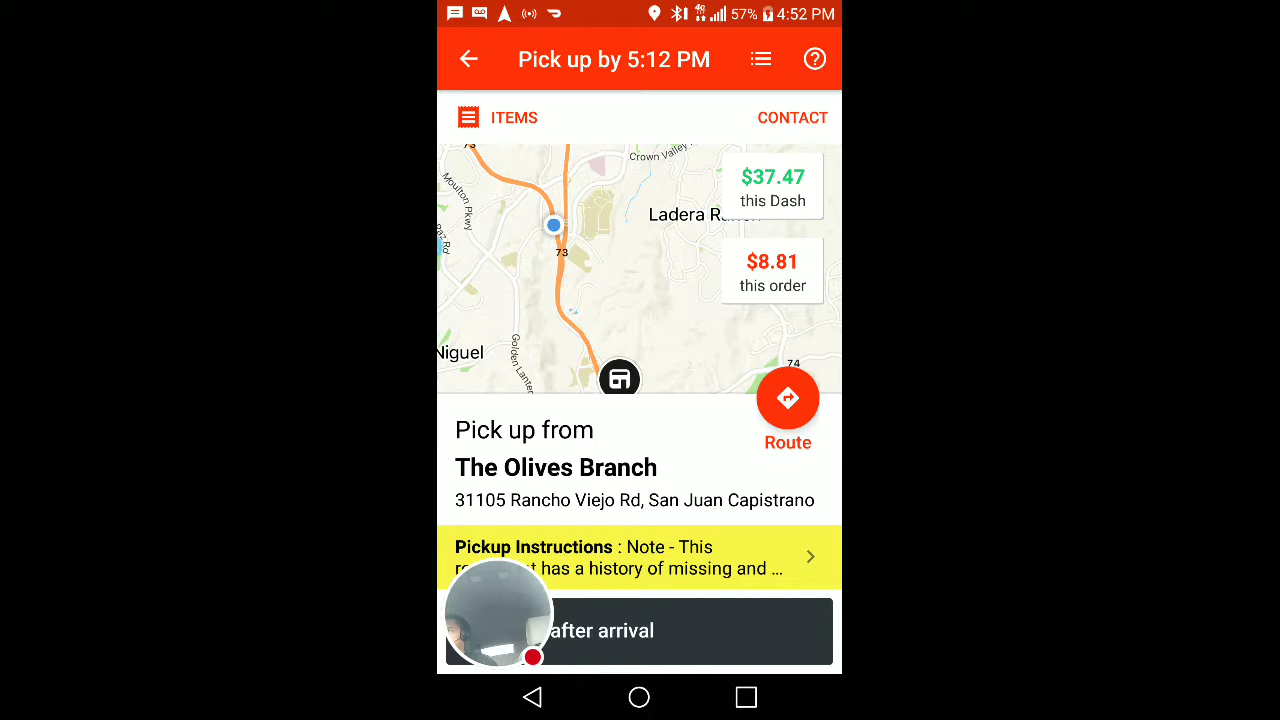 57% 4:52 PM
Pick up by 5:12 PM
ITEMS
CONTACT
73
Crown Valley
$37.47
this Dash
Moulton Pkwy
Ladera
73
$8.81
this order
Niguel
Golden Lanter
74
Pick up from
Route
The Olives Branch
31105 Rancho Viejo Rd, San Juan Capistrano
Pickup Instructions : Note - This
has a history of missing and ...
after arrival